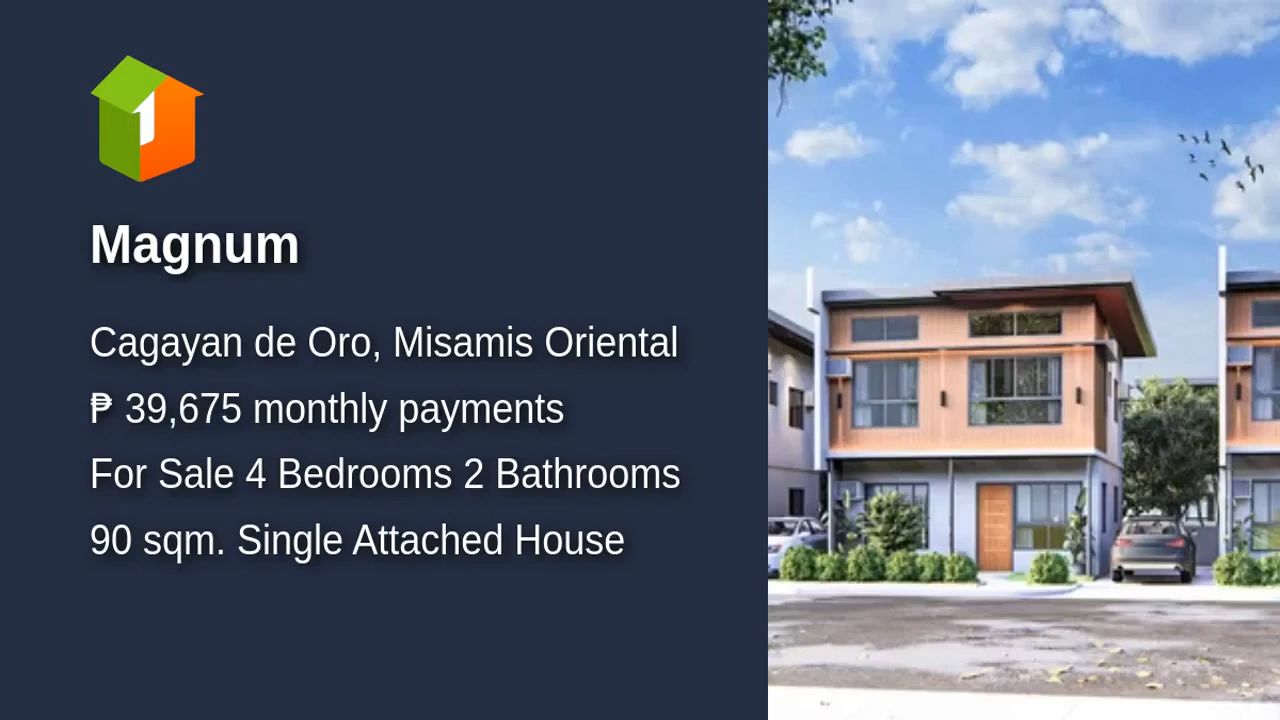 Magnum
Cagayan de Oro, Misamis Oriental
₱ 39,675 monthly payments
For Sale 4 Bedrooms 2 Bathrooms
90 sqm. Single Attached House